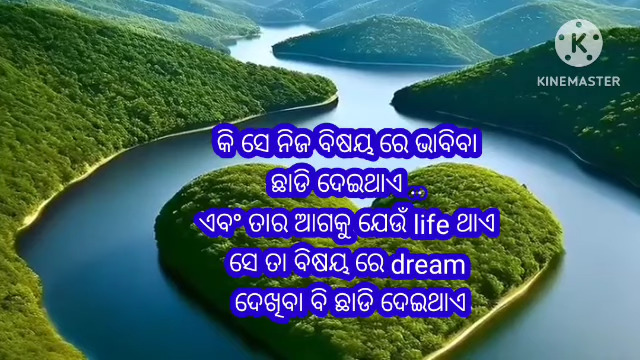 KINEMASTER
କି ସେ ନିଜ ବିଷୟ ରେ ଭାବିବା
ଛାଡି ଦେଇଥାଏ ..
ଏବଂ ତାର ଆଗକୁ ଯେଉଁ life ଥାଏ
ସେ ତା ବିଷୟ ରେ dream
ଦେଖିବା ବି ଛାଡି ଦେଇଥାଏ